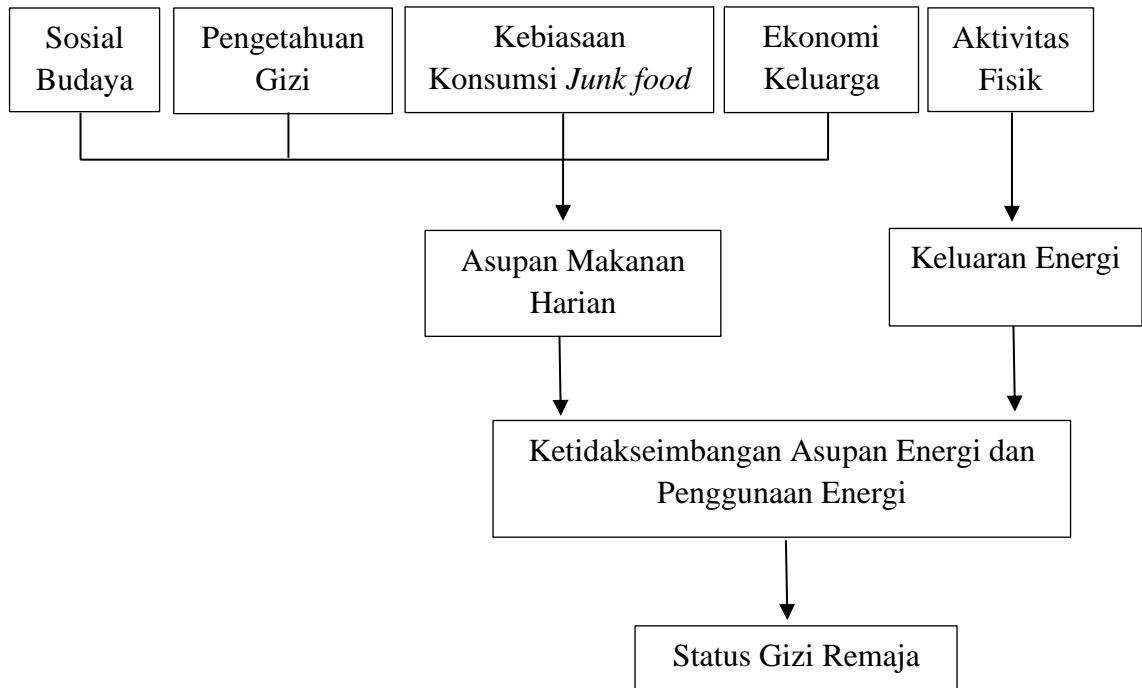 Sosial
Budaya
Pengetahuan
Gizi
Kebiasaan
Konsumsi Junk food
Ekonomi
Keluarga
Aktivitas
Fisik
Asupan Makanan
Harian
Keluaran Energi
Ketidakseimbangan Asupan Energi dan
Penggunaan Energi
Status Gizi Remaja